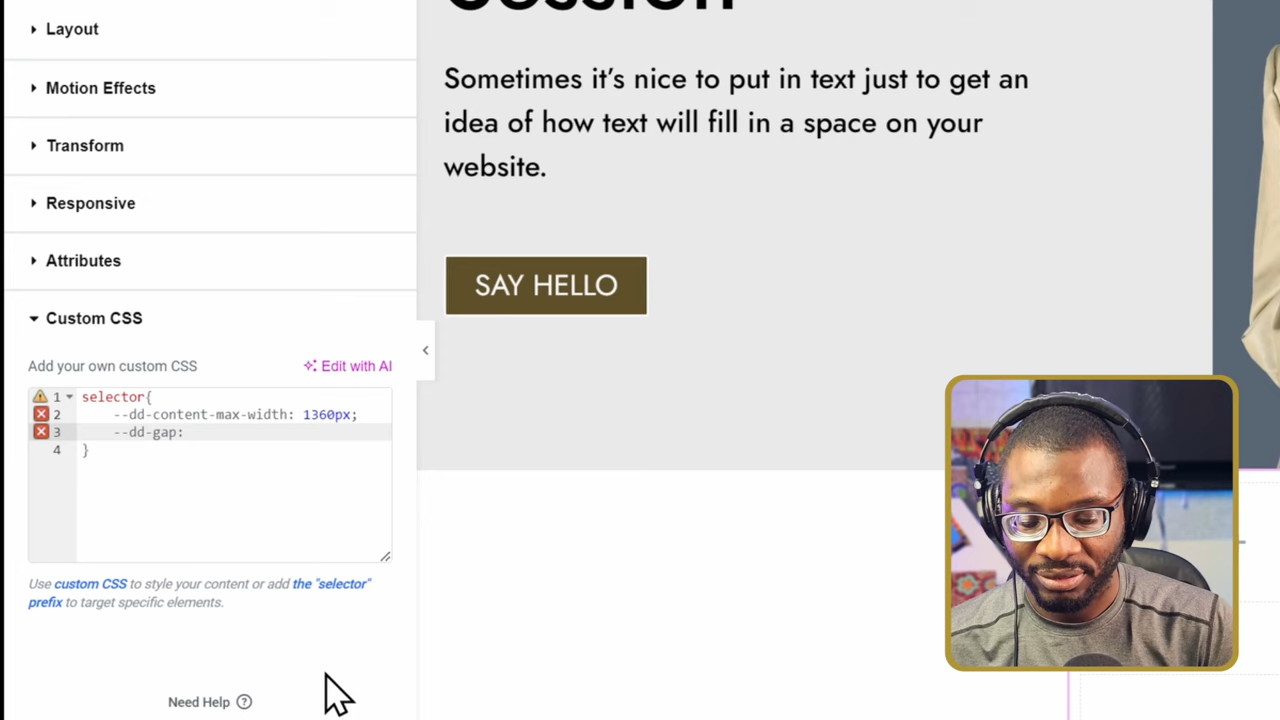 Layout
Motion Effects
Transform
Responsive
Attributes
Custom CSS
Add your own custom CSS
Edit with AI
1 selector{
2 --dd-content-max-width: 1360px;
3 --dd-gap:
4 }
Use custom CSS to style your content or add the "selector"
prefix to target specific elements.
Need Help ?
Session
Sometimes it's nice to put in text just to get an
idea of how text will fill in a space on your
website.
SAY HELLO